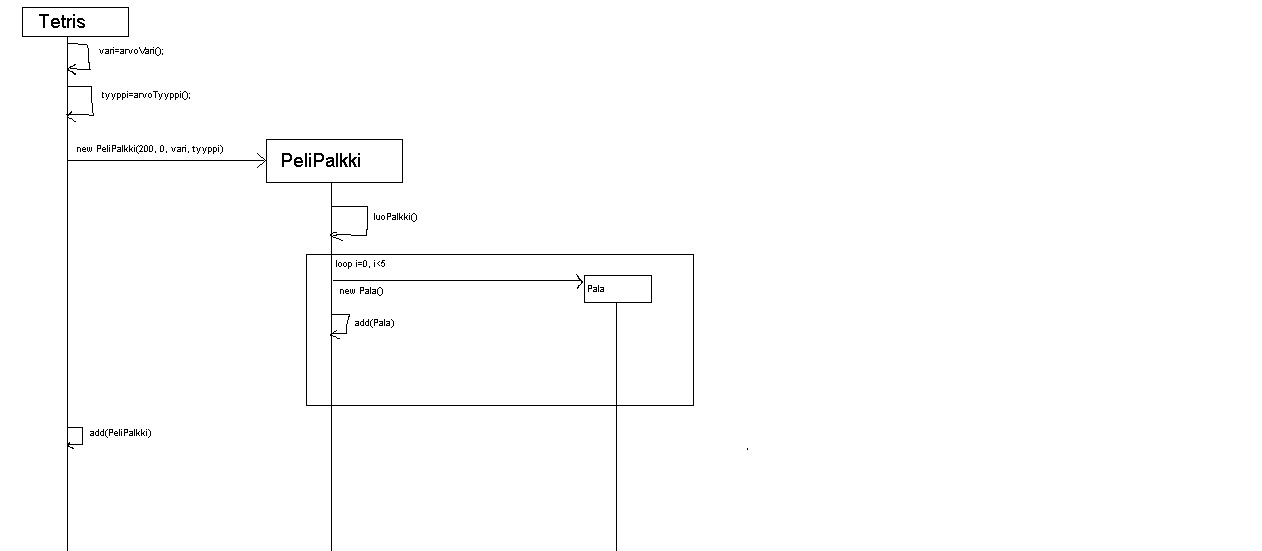 Tetris
vari=arvoVari();
tyyppi=arvoTyyppi();
new PeliPalkki(200, 0, vari, tyyppi)
PeliPalkki
luoPalkki()
loop i=0, i<5
new Pala()
Pala
add(Pala)
add(PeliPalkki)